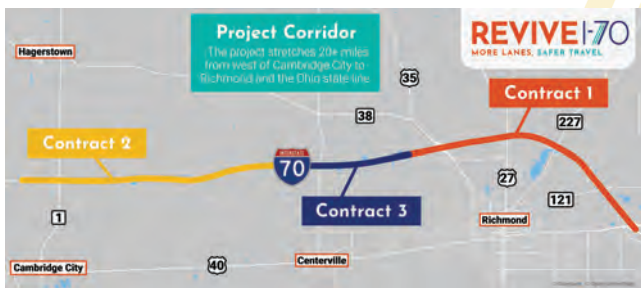 Hagerstown
Project Corridor
The project stretches 20+ miles
from west of Cambridge City to
Richmond and the Ohio state line.
REVIVE I-70
MORE LANES, SAFER TRAVEL
35
Contract 1
38
227
Contract 2
INTERSTATE
70
27
Contract 3
121
1
Richmond
Cambridge City
40
Centerville